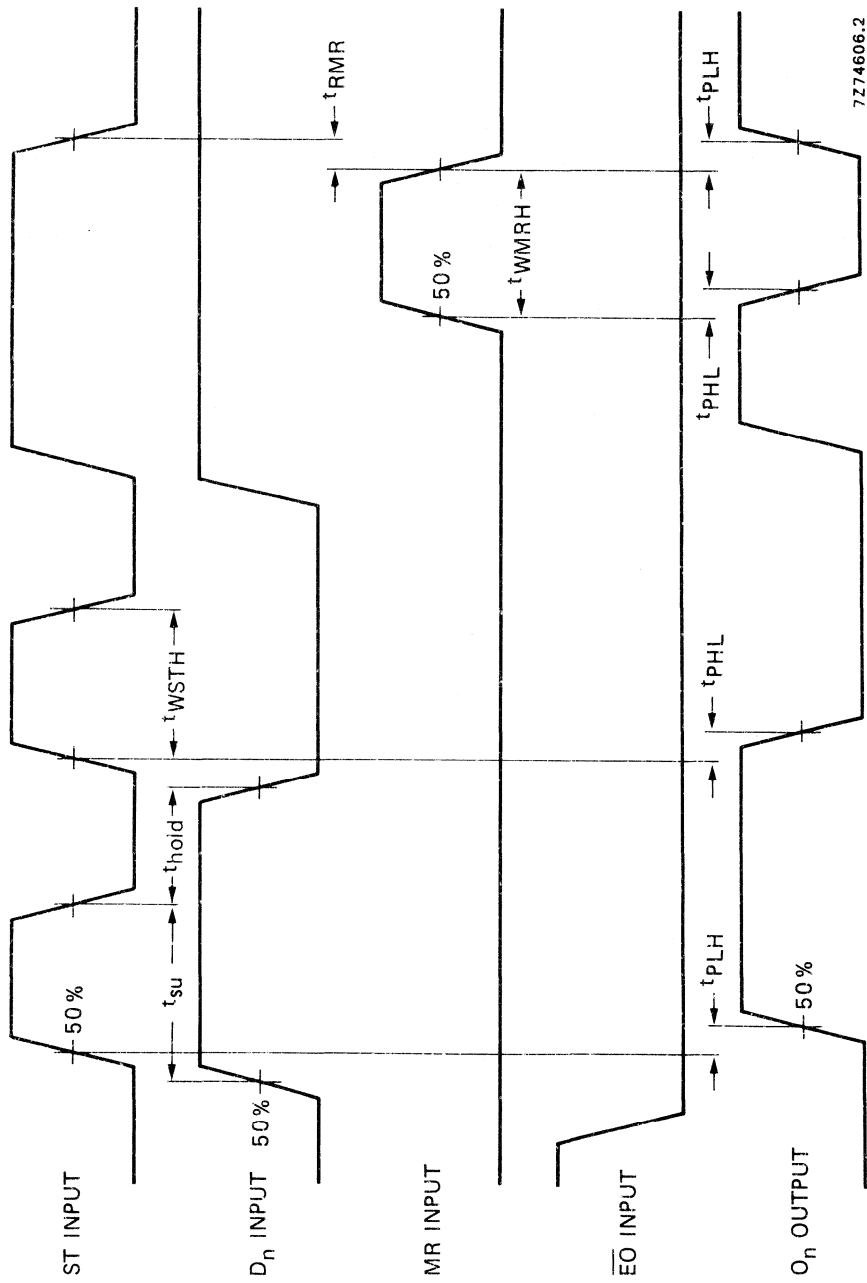 ST INPUT
50%
tsu
thold
tWSTH
tRMR
Dn INPUT
50%
MR INPUT
50%
tWMRH
EO INPUT
tPLH
tPHL
tPHL
tPLH
On OUTPUT
50%
7Z74606.2